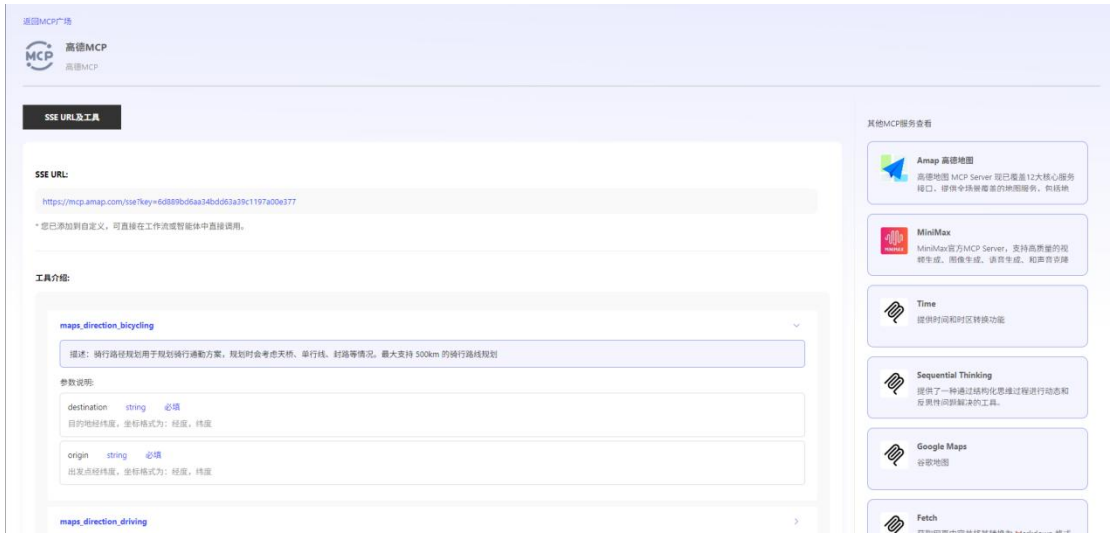 返回MCP广场
MCP
高德MCP
高德MCP
SSE URL及工具
SSE URL:
https://mcp.amap.com/sse?key=6d889bd6aa34bdd63a39c1197a00e377
* 您已添加到自定义，可直接在工作流或智能体中直接调用。
工具介绍:
maps_direction_bicycling
描述：骑行路径规划用于规划骑行通勤方案，规划时会考虑天桥、单行线、封路等情况。最大支持 500km 的骑行路线规划
参数说明:
destination string 必填
目的地经纬度，坐标格式为：经度，纬度
origin string 必填
出发点经纬度，坐标格式为：经度，纬度
maps_direction_driving
其他MCP服务查看
Amap 高德地图
高德地图 MCP Server 现已覆盖12大核心服务
接口，提供全场景覆盖的地图服务，包括地
MiniMax
MiniMax官方MCP Server，支持高质量的视
频生成、图像生成、语音生成、和声音克隆
Time
提供时间和时区转换功能
Sequential Thinking
提供了一种通过结构化思维过程进行动态和
反思性问题解决的工具。
Google Maps
谷歌地图
Fetch